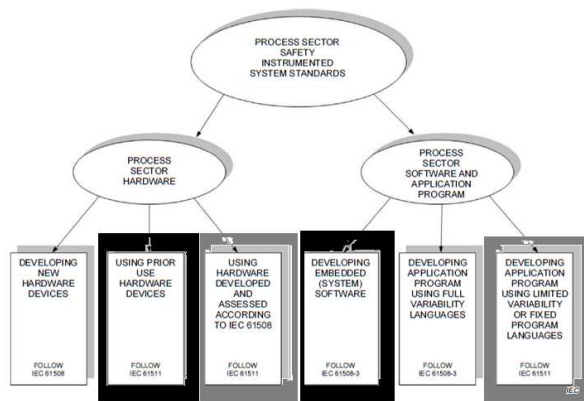 PROCESS SECTOR
SAFETY
INSTRUMENTED
SYSTEM STANDARDS
PROCESS
SECTOR
HARDWARE
PROCESS
SECTOR
SOFTWARE AND
APPLICATION
PROGRAM
DEVELOPING
NEW
HARDWARE
DEVICES
FOLLOW
IEC 61508
USING PRIOR
USE
HARDWARE
DEVICES
FOLLOW
IEC 61511
USING
HARDWARE
DEVELOPED
AND
ASSESSED
ACCORDING
TO IEC 61508
FOLLOW
IEC 61511
DEVELOPING
EMBEDDED
(SYSTEM)
SOFTWARE
FOLLOW
IEC 61508-3
DEVELOPING
APPLICATION
PROGRAM
USING FULL
VARIABILITY
LANGUAGES
FOLLOW
IEC 61508-3
DEVELOPING
APPLICATION
PROGRAM
USING LIMITED
VARIABILITY
OR FIXED
PROGRAM
LANGUAGES
FOLLOW
IEC 61511
IEC